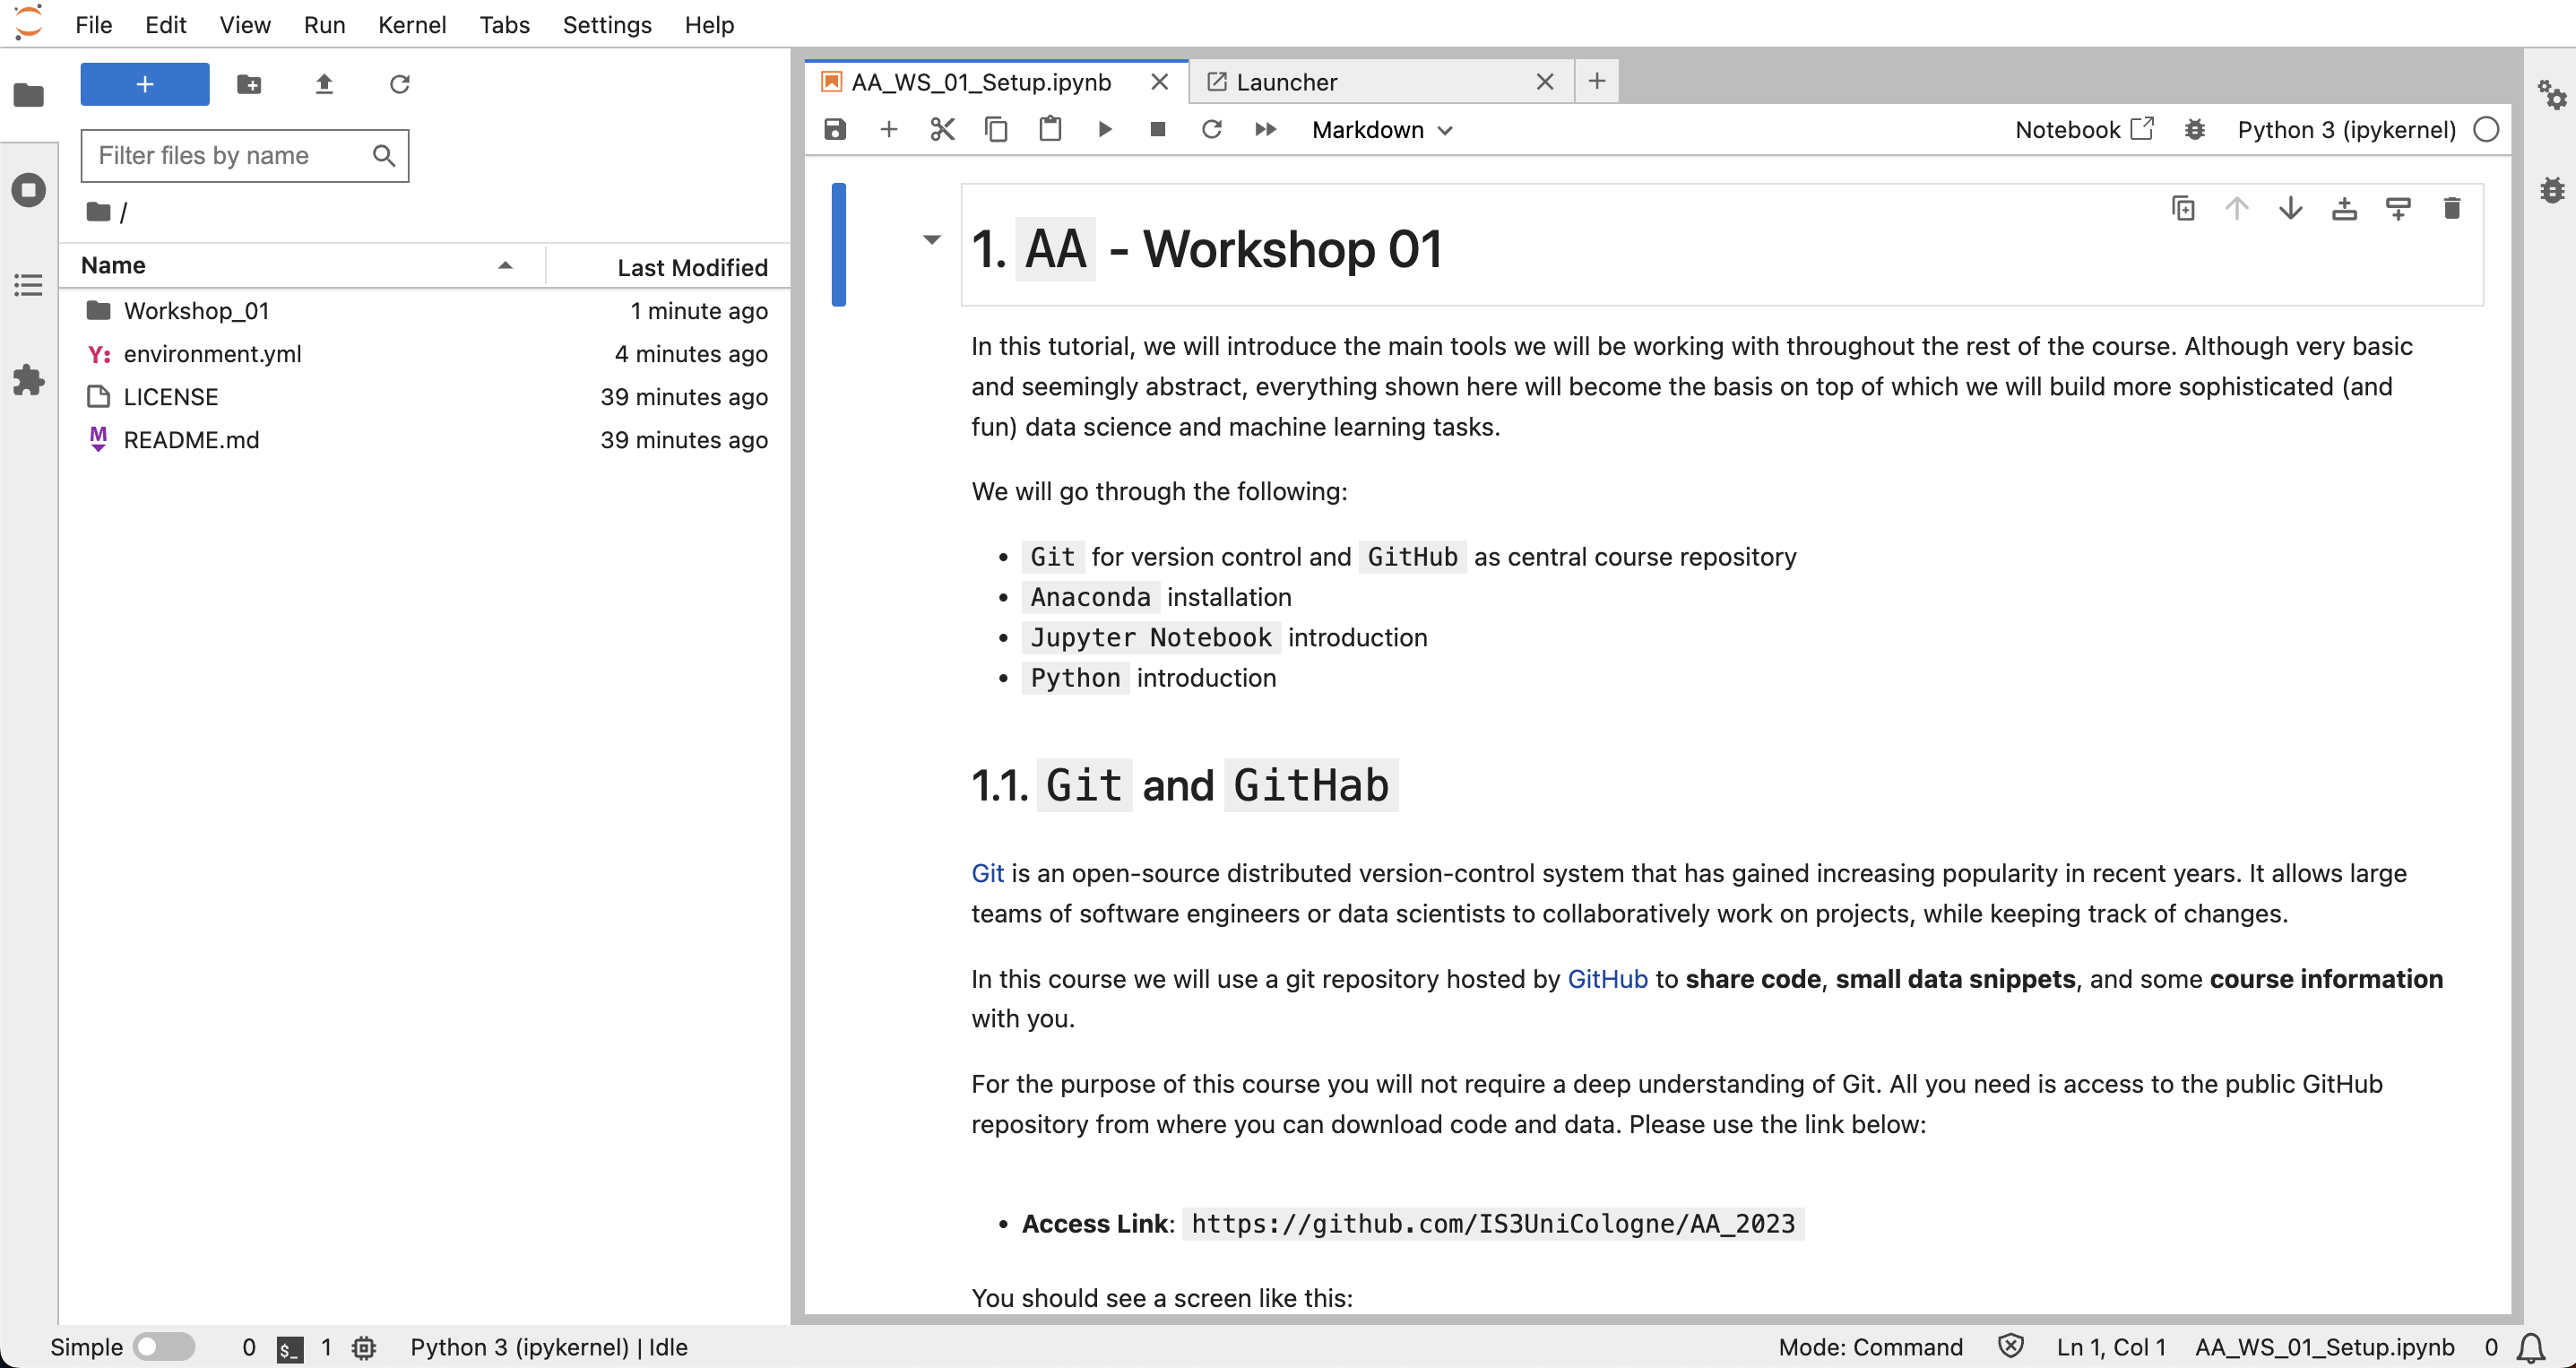 File Edit View Run Kernel Tabs Settings Help
AA_WS_01_Setup.ipynb Launcher
Markdown Notebook Python 3 (ipykernel)
Filter files by name
/
Name Last Modified
Workshop_01 1 minute ago
environment.yml 4 minutes ago
LICENSE 39 minutes ago
README.md 39 minutes ago
1. AA - Workshop 01
In this tutorial, we will introduce the main tools we will be working with throughout the rest of the course. Although very basic
and seemingly abstract, everything shown here will become the basis on top of which we will build more sophisticated (and
fun) data science and machine learning tasks.
We will go through the following:
• Git for version control and GitHub as central course repository
• Anaconda installation
• Jupyter Notebook introduction
• Python introduction
1.1. Git and GitHab
Git is an open-source distributed version-control system that has gained increasing popularity in recent years. It allows large
teams of software engineers or data scientists to collaboratively work on projects, while keeping track of changes.
In this course we will use a git repository hosted by GitHub to share code, small data snippets, and some course information
with you.
For the purpose of this course you will not require a deep understanding of Git. All you need is access to the public GitHub
repository from where you can download code and data. Please use the link below:
• Access Link: https://github.com/IS3UniCologne/AA_2023
You should see a screen like this:
Simple 0 $_ 1 Python 3 (ipykernel) | Idle Mode: Command Ln 1, Col 1 AA_WS_01_Setup.ipynb 0